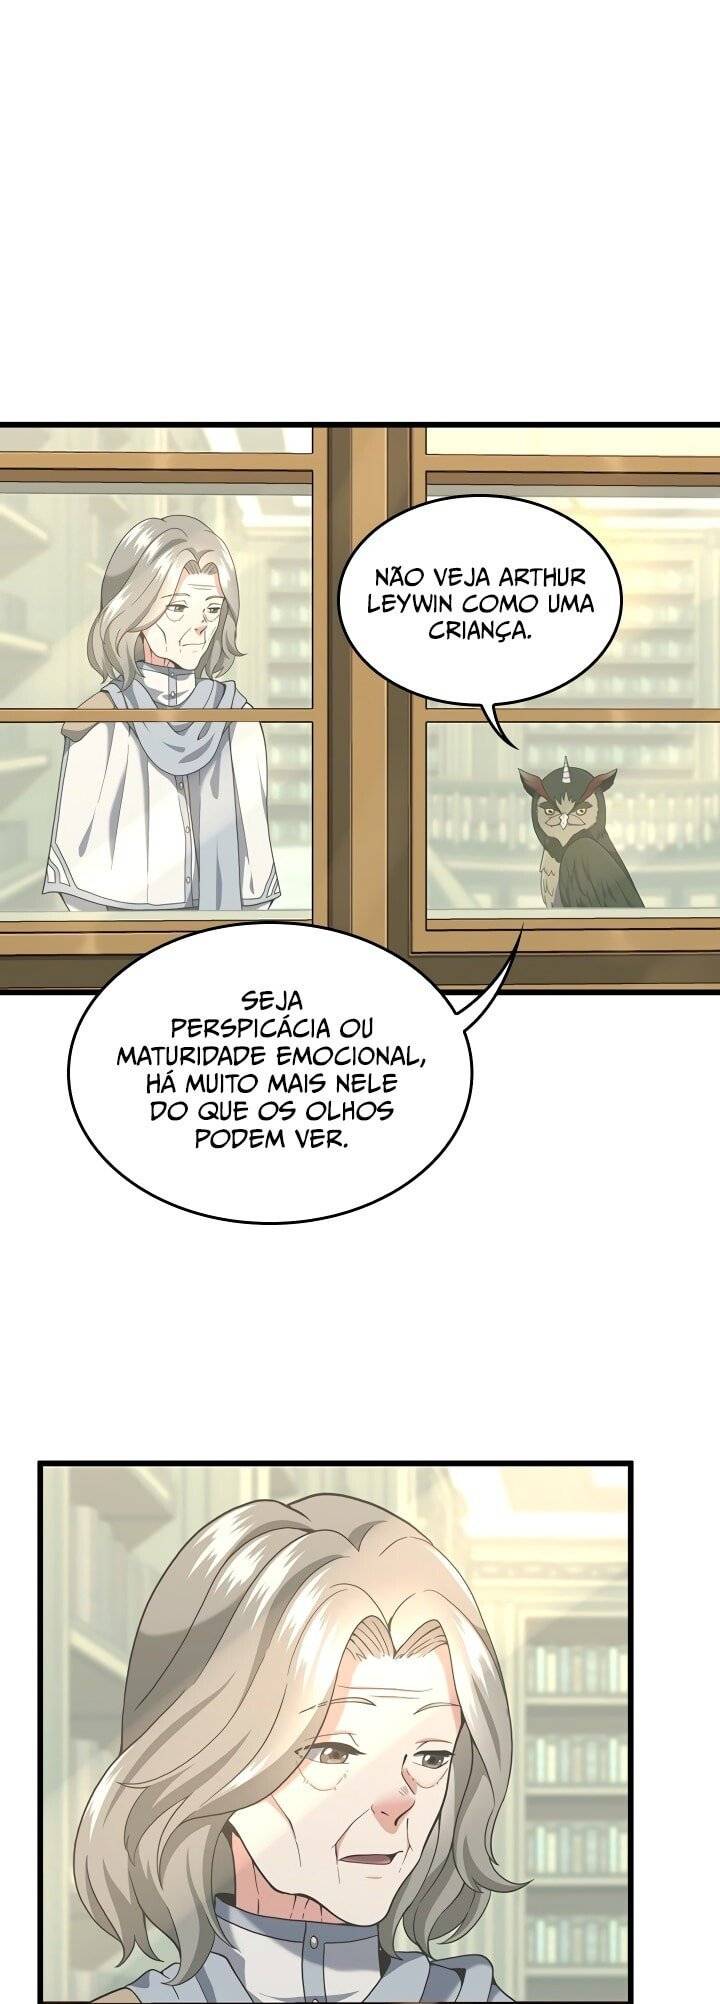 NÃO VEJA ARTHUR
LEYWIN COMO UMA
CRIANÇA.
SEJA
PERSPICÁCIA OU
MATURIDADE EMOCIONAL,
HÁ MUITO MAIS NELE
DO QUE OS OLHOS
PODEM VER.